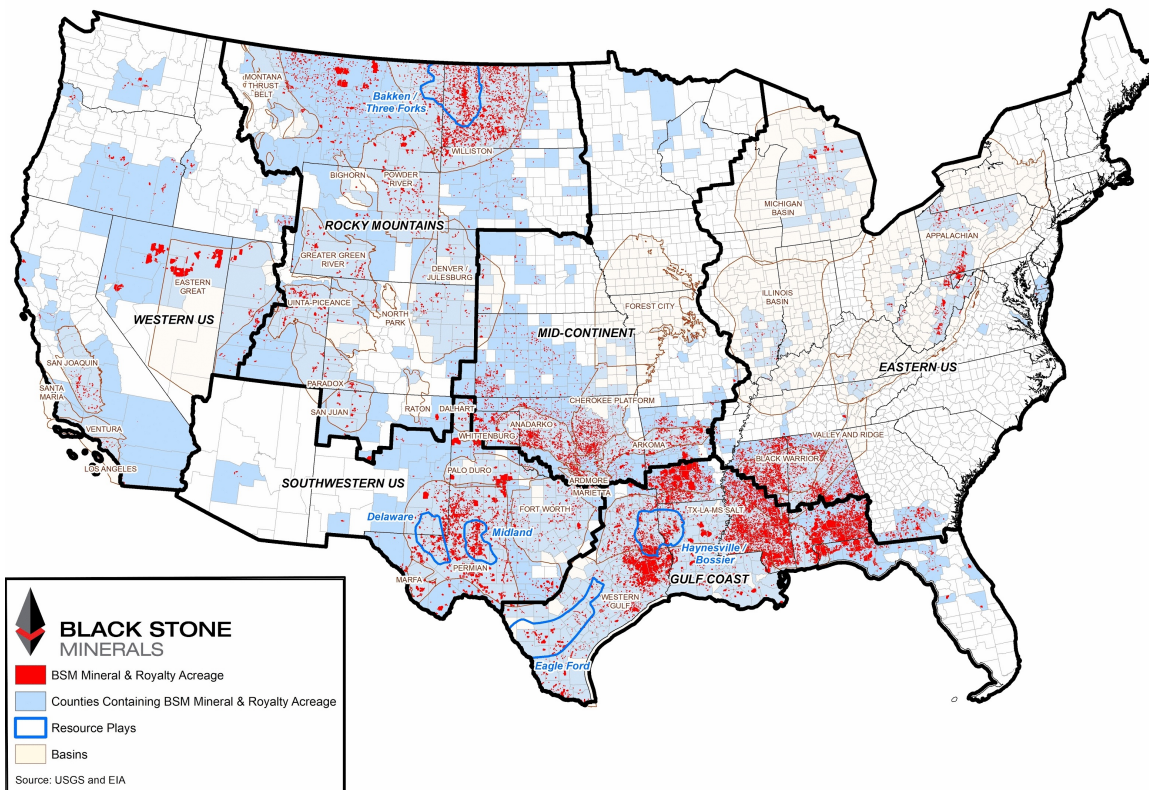 MONTANA
THRUST
BELT
Bakken /
Three Forks
WILLISTON
BIGHORN
POWDER
RIVER
ROCKY MOUNTAINS
GREATER GREEN
RIVER
DENVER /
JULESBURG
UINTA-PICEANCE
NORTH
PARK
EASTERN
GREAT
WESTERN US
SAN JOAQUIN
SANTA
MARIA
VENTURA
LOS ANGELES
PARADOX
SAN JUAN
RATON
DALHART
MICHIGAN
BASIN
APPALACHIAN
ILLINOIS
BASIN
FOREST CITY
MID-CONTINENT
EASTERN US
CHEROKEE PLATFORM
ANADARKO
WHITTENBURG
ARKOMA
VALLEY AND RIDGE
BLACK WARRIOR
SOUTHWESTERN US
PALO DURO
ARDMORE
MARIETTA
FORT WORTH
TX-LA-MS SALT
Delaware
Midland
Haynesville /
Bossier
PERMIAN
MARFA
GULF COAST
WESTERN
GULF
Eagle Ford
BLACK STONE
MINERALS
BSM Mineral & Royalty Acreage
Counties Containing BSM Mineral & Royalty Acreage
Resource Plays
Basins
Source: USGS and EIA